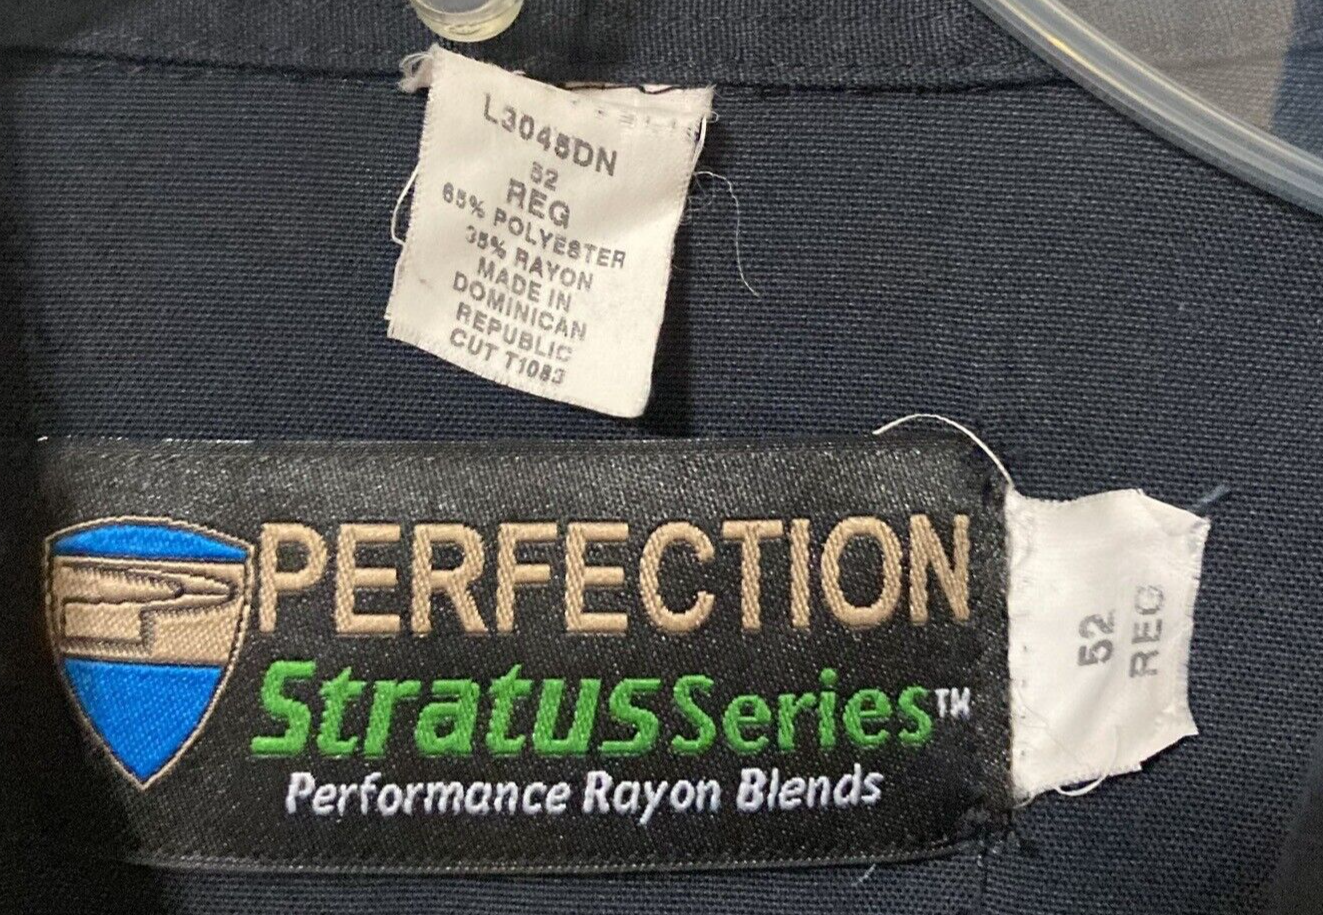 L3045DN
52
REG
65% POLYESTER
35% RAYON
MADE IN
DOMINICAN
REPUBLIC
CUT T1083
PERFECTION
StratusSeries™
Performance Rayon Blends
52
REG